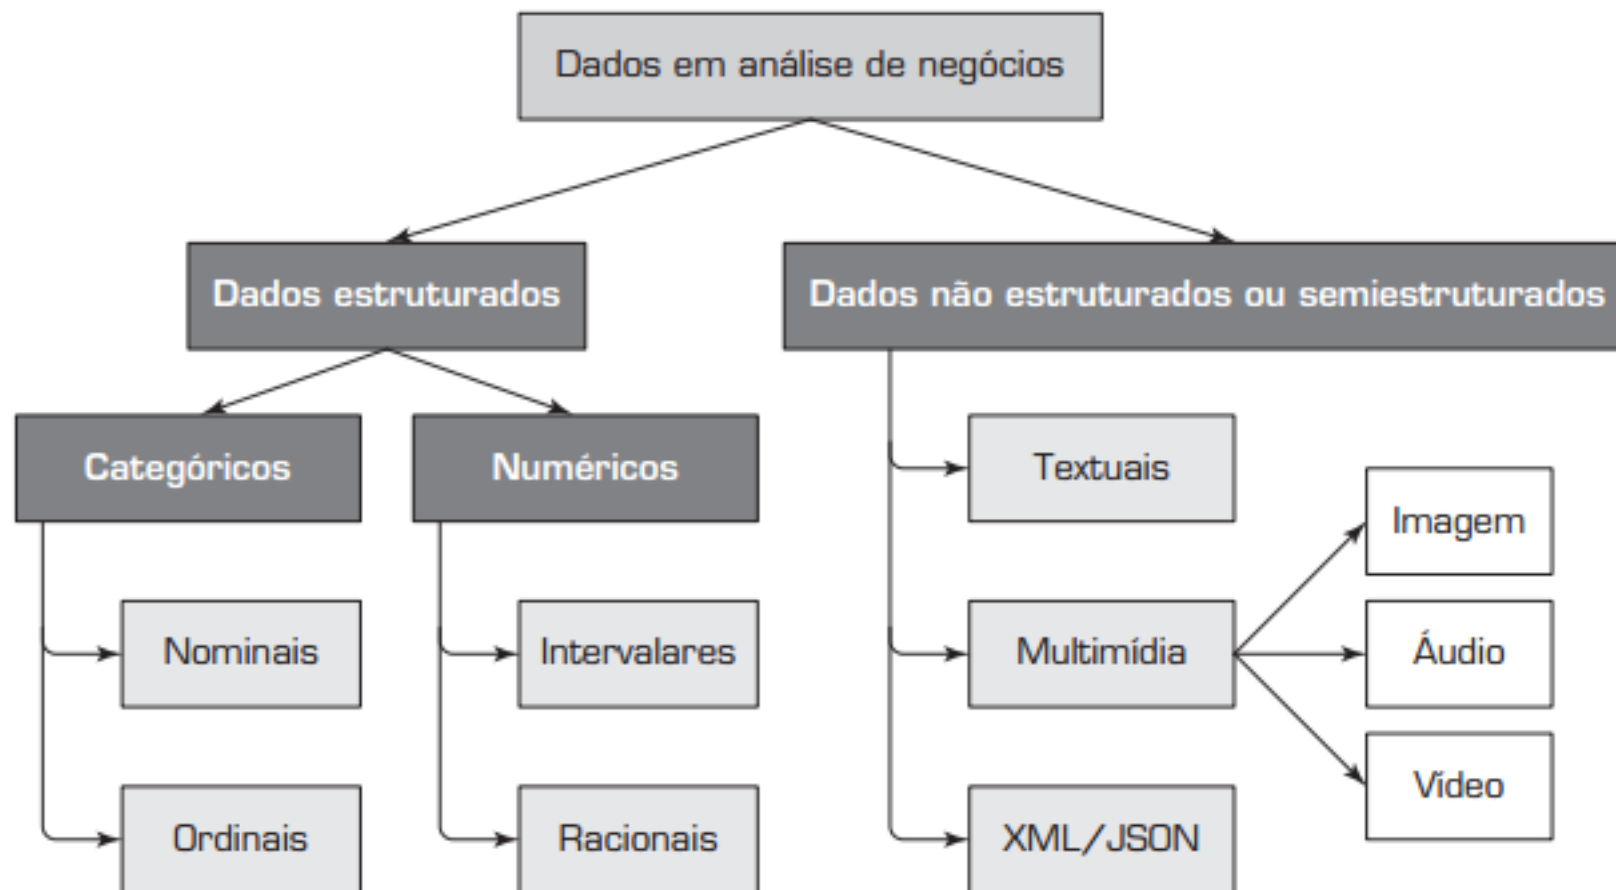 Dados em análise de negócios
Dados estruturados
Dados não estruturados ou semiestruturados
Categóricos
Numéricos
Textuais
Imagem
Nominais
Intervalares
Multimídia
Áudio
Vídeo
Ordinais
Racionais
XML/JSON